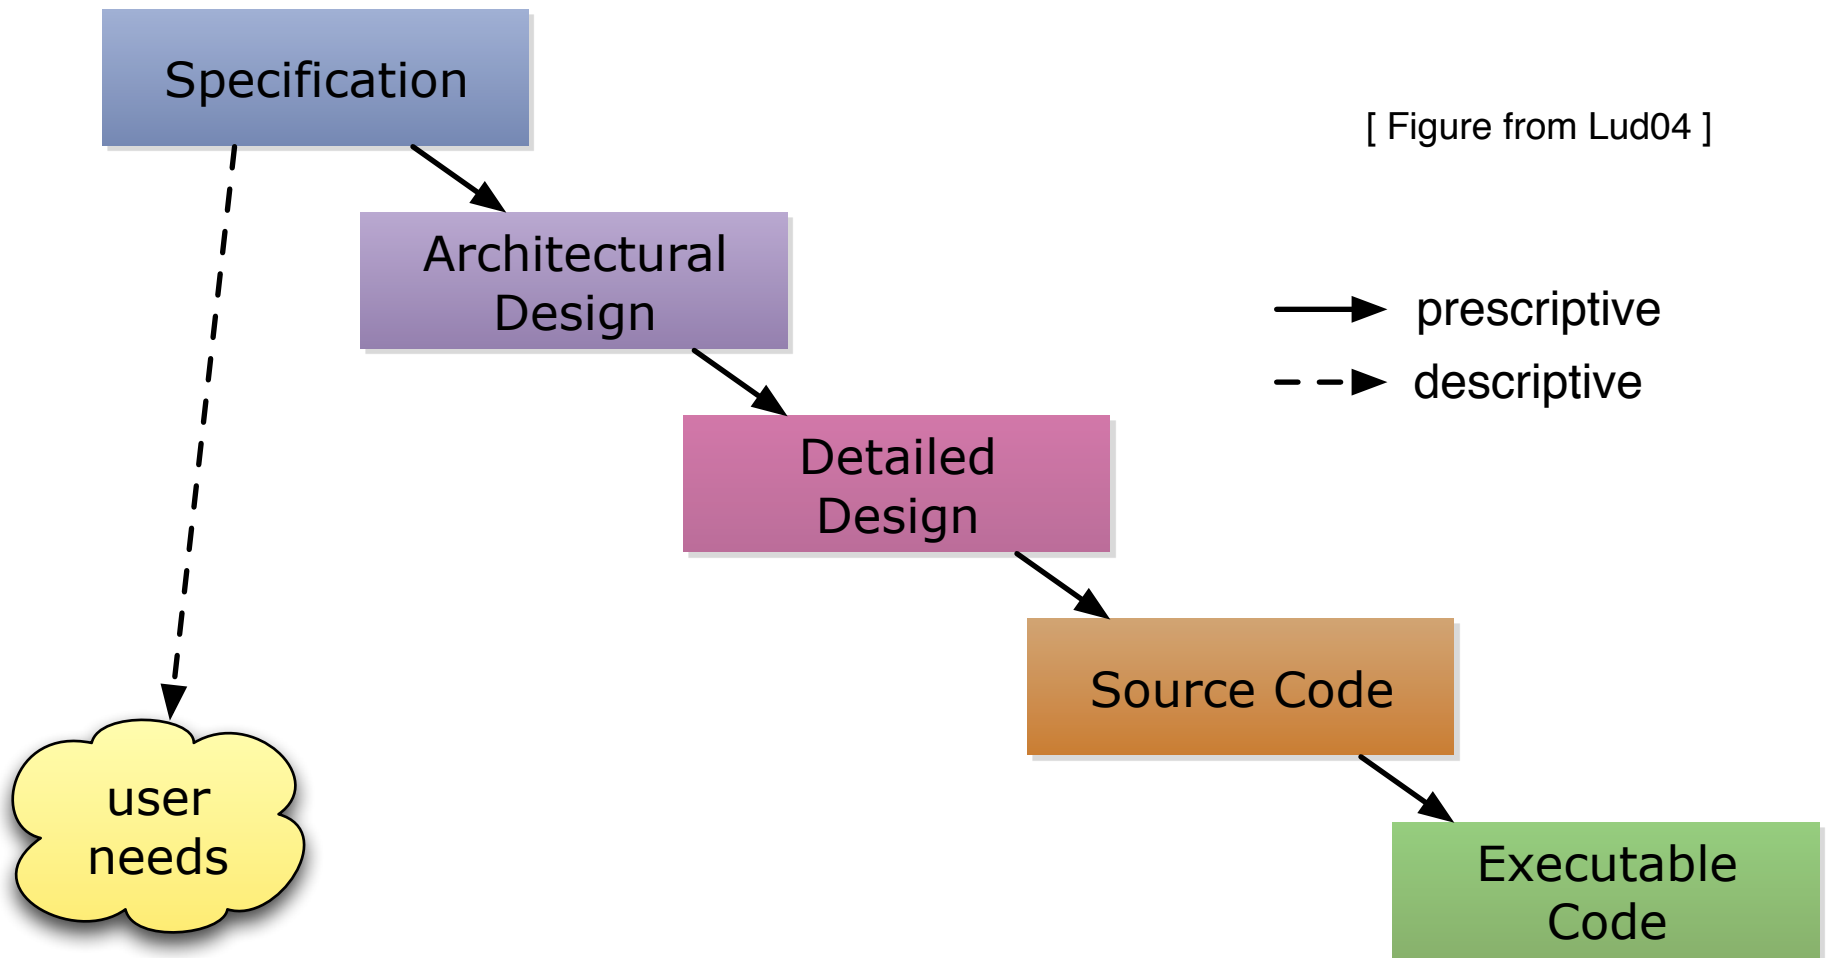 Specification
[ Figure from Lud04 ]
Architectural
Design
prescriptive
descriptive
Detailed
Design
Source Code
user
needs
Executable
Code